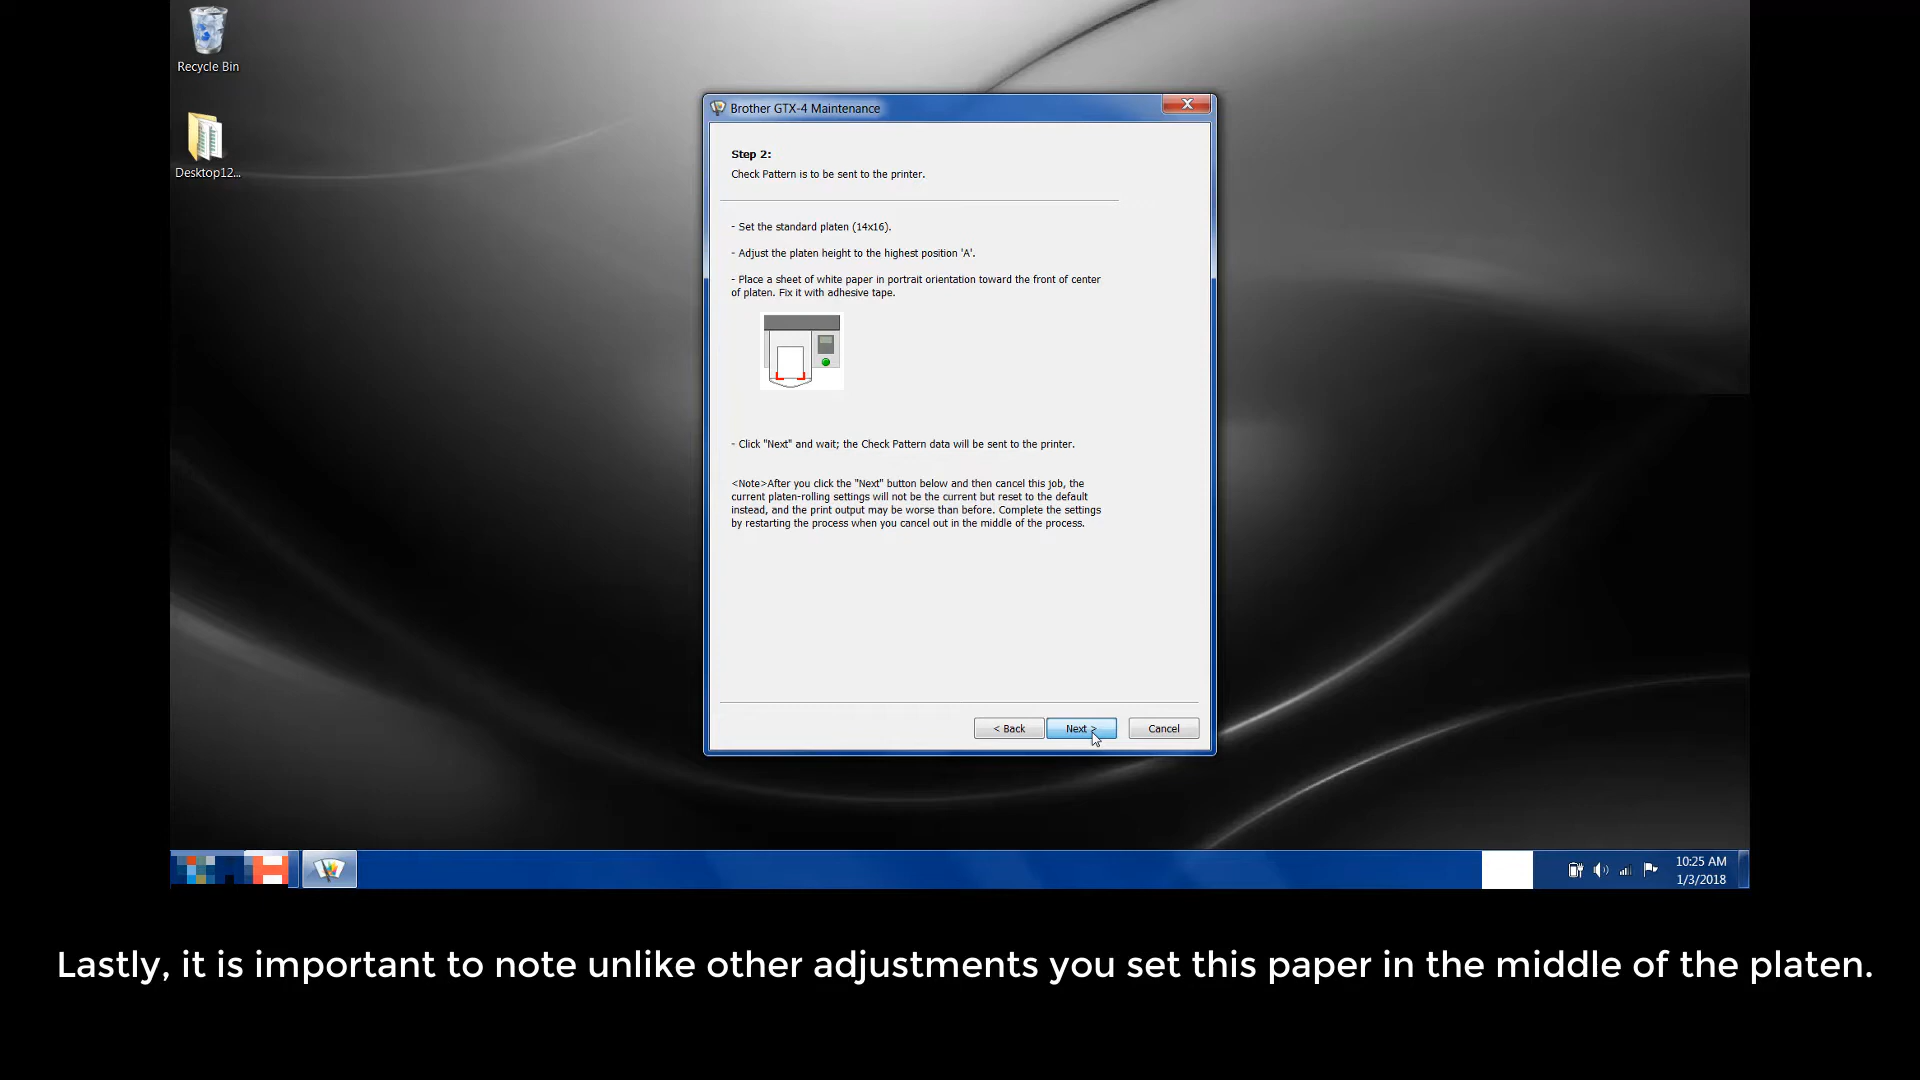 Recycle Bin
Desktop12...
Brother GTX-4 Maintenance
Step 2:
Check Pattern is to be sent to the printer.
- Set the standard platen (14x16).
- Adjust the platen height to the highest position 'A'.
- Place a sheet of white paper in portrait orientation toward the front of center
of platen. Fix it with adhesive tape.
- Click "Next" and wait; the Check Pattern data will be sent to the printer.
<Note>After you click the "Next" button below and then cancel this job, the
current platen-rolling settings will not be the current but reset to the default
instead, and the print output may be worse than before. Complete the settings
by restarting the process when you cancel out in the middle of the process.
< Back
Next >
Cancel
10:25 AM
1/3/2018
Lastly, it is important to note unlike other adjustments you set this paper in the middle of the platen.